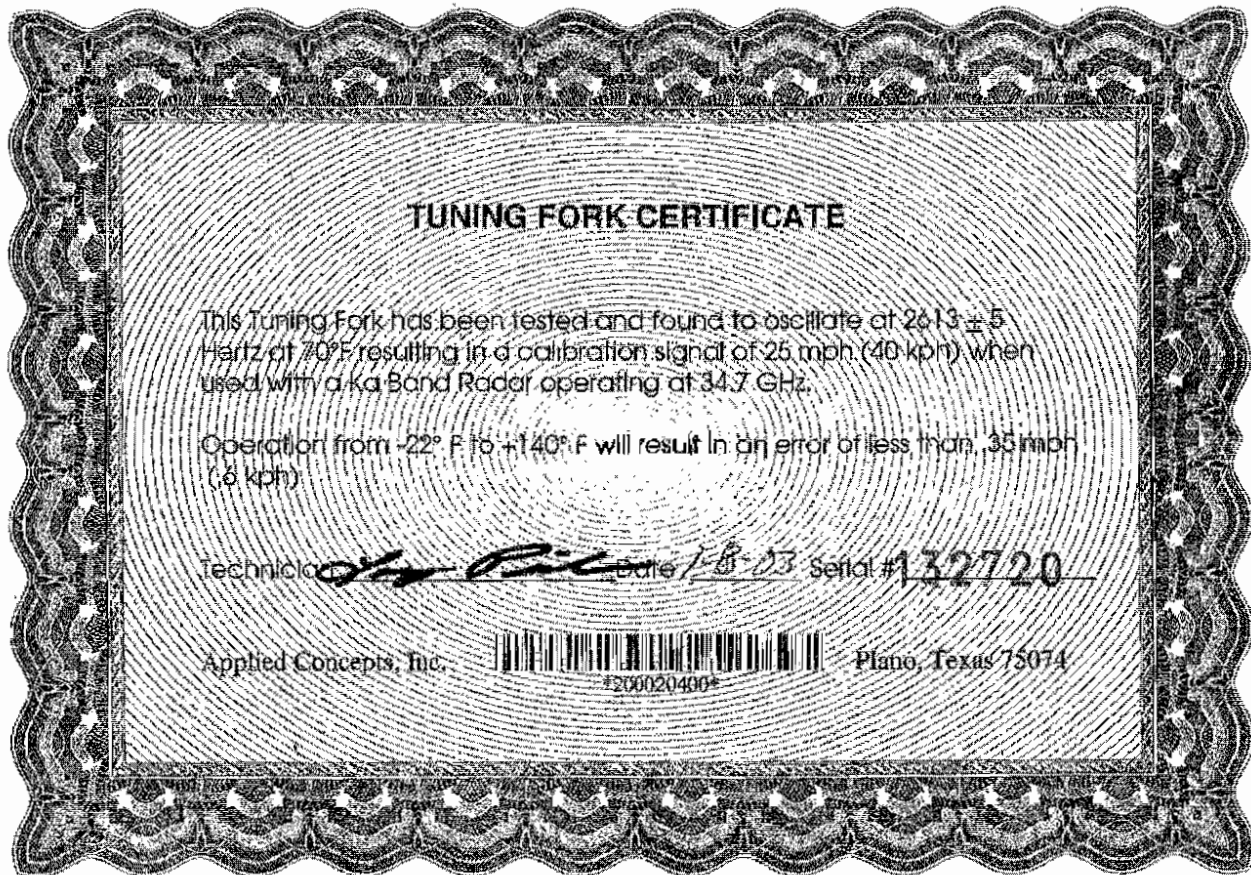 TUNING FORK CERTIFICATE
This Tuning Fork has been tested and found to oscillate at 2613 ± 5
Hertz at 70°F resulting in a calibration signal of 25 mph (40 kph) when
used with a Ka Band Radar operating at 34.7 GHz.
Operation from -22° F to +140° F will result in an error of less than .35 mph
(.6 kph)
Technician Date Serial #132720
Applied Concepts, Inc. Plano, Texas 75074
*200020400*